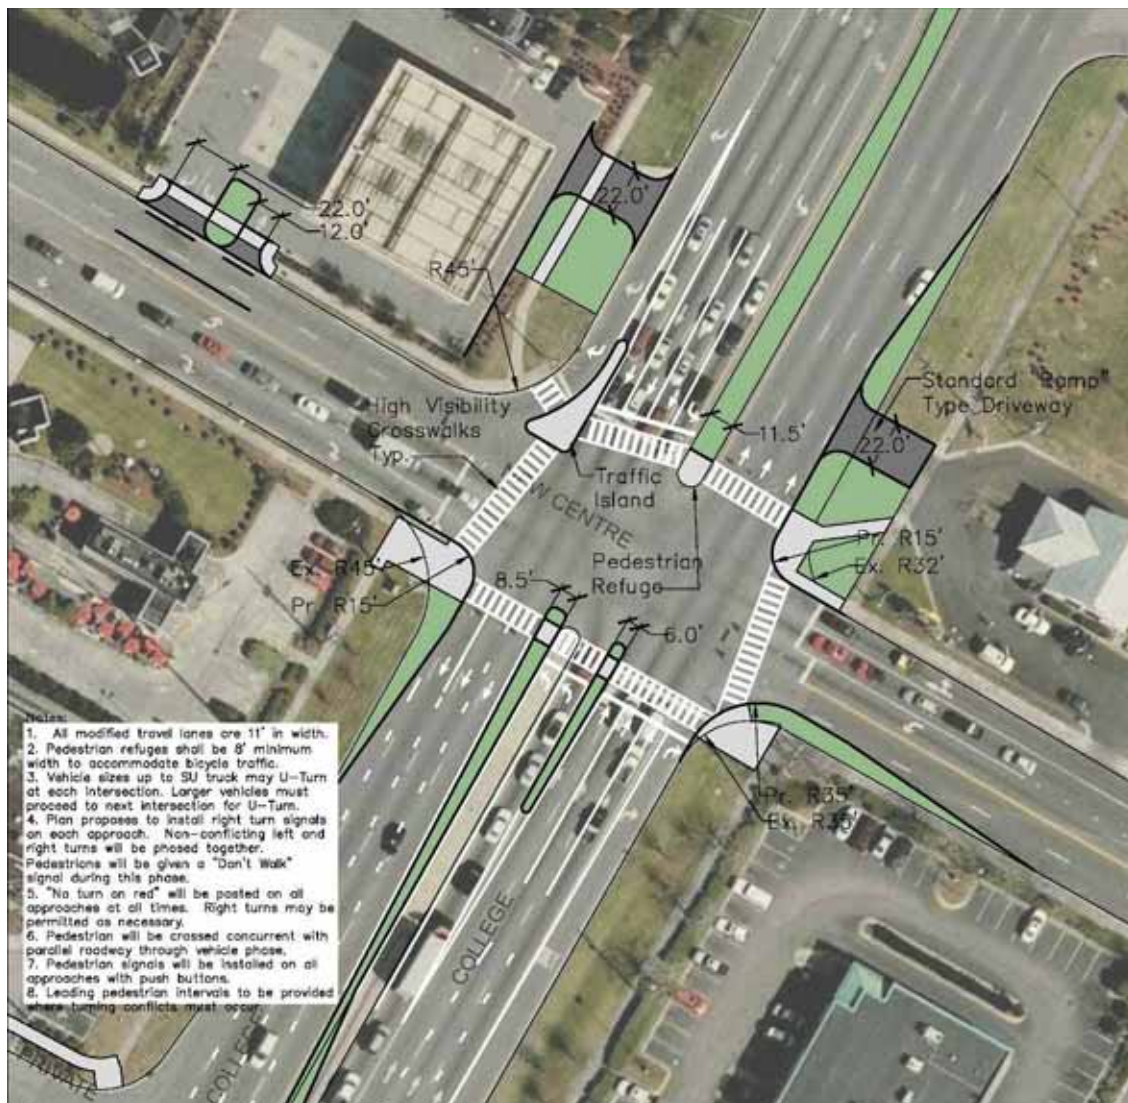 22.0'
12.0'
22.0'
R45'
High Visibility
Crosswalks
Typ.
Standard "Ramp"
Type Driveway
22.0'
11.5'
Traffic
Island
W CENTRE
Pedestrian
Refuge
Pr. R15'
Ex. R32'
Ex. R45'
Pr. R15'
8.5'
6.0'
Pr. R35'
Ex. R35'
Notes:
1. All modified travel lanes are 11' in width.
2. Pedestrian refuges shall be 8' minimum
width to accommodate bicycle traffic.
3. Vehicle sizes up to SU truck may U-Turn
at each intersection. Larger vehicles must
proceed to next intersection for U-Turn.
4. Plan proposes to install right turn signals
on each approach. Non-conflicting left and
right turns will be phased together.
Pedestrians will be given a "Don't Walk"
signal during this phase.
5. "No turn on red" will be posted on all
approaches at all times. Right turns may be
permitted as necessary.
6. Pedestrian will be crossed concurrent with
parallel roadway through vehicle phase.
7. Pedestrian signals will be installed on all
approaches with push buttons.
8. Leading pedestrian intervals to be provided
where turning conflicts must occur.
COLLEGE
COLLEGE
PRIVATE